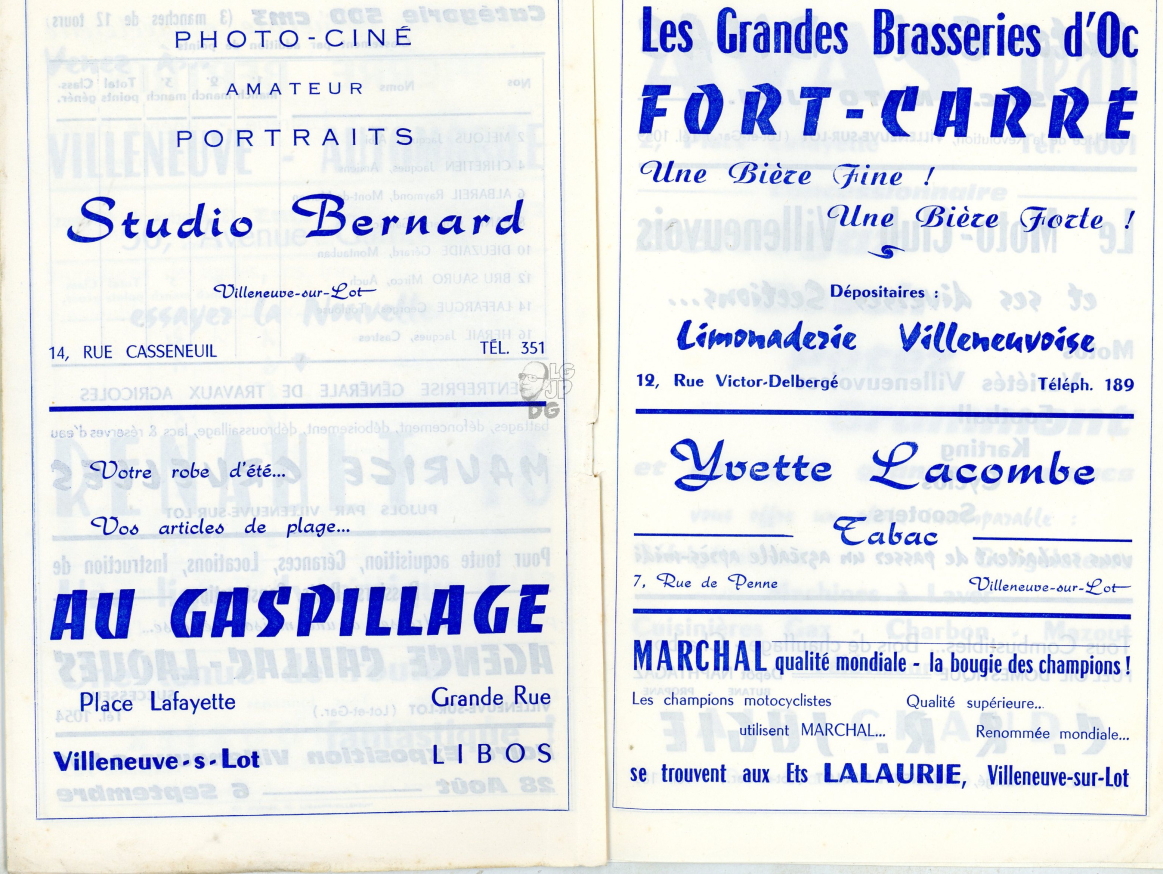 PHOTO-CINÉ
AMATEUR
PORTRAITS
Studio Bernard
Villeneuve-sur-Lot
14, RUE CASSENEUIL TÉL. 351
Votre robe d'été...
Vos articles de plage...
AU GASPILLAGE
Place Lafayette Grande Rue
Villeneuve-s-Lot LIBOS
LG
JP
DG
Les Grandes Brasseries d'Oc
FORT-CARRÉ
Une Bière Fine !
Une Bière Forte !
Dépositaires :
Limonaderie Villeneuvoise
12, Rue Victor-Delbergé Téléph. 189
Yvette Lacombe
Tabac
7, Rue de Penne Villeneuve-sur-Lot
MARCHAL qualité mondiale - la bougie des champions !
Les champions motocyclistes Qualité supérieure...
utilisent MARCHAL... Renommée mondiale...
se trouvent aux Ets LALAURIE, Villeneuve-sur-Lot